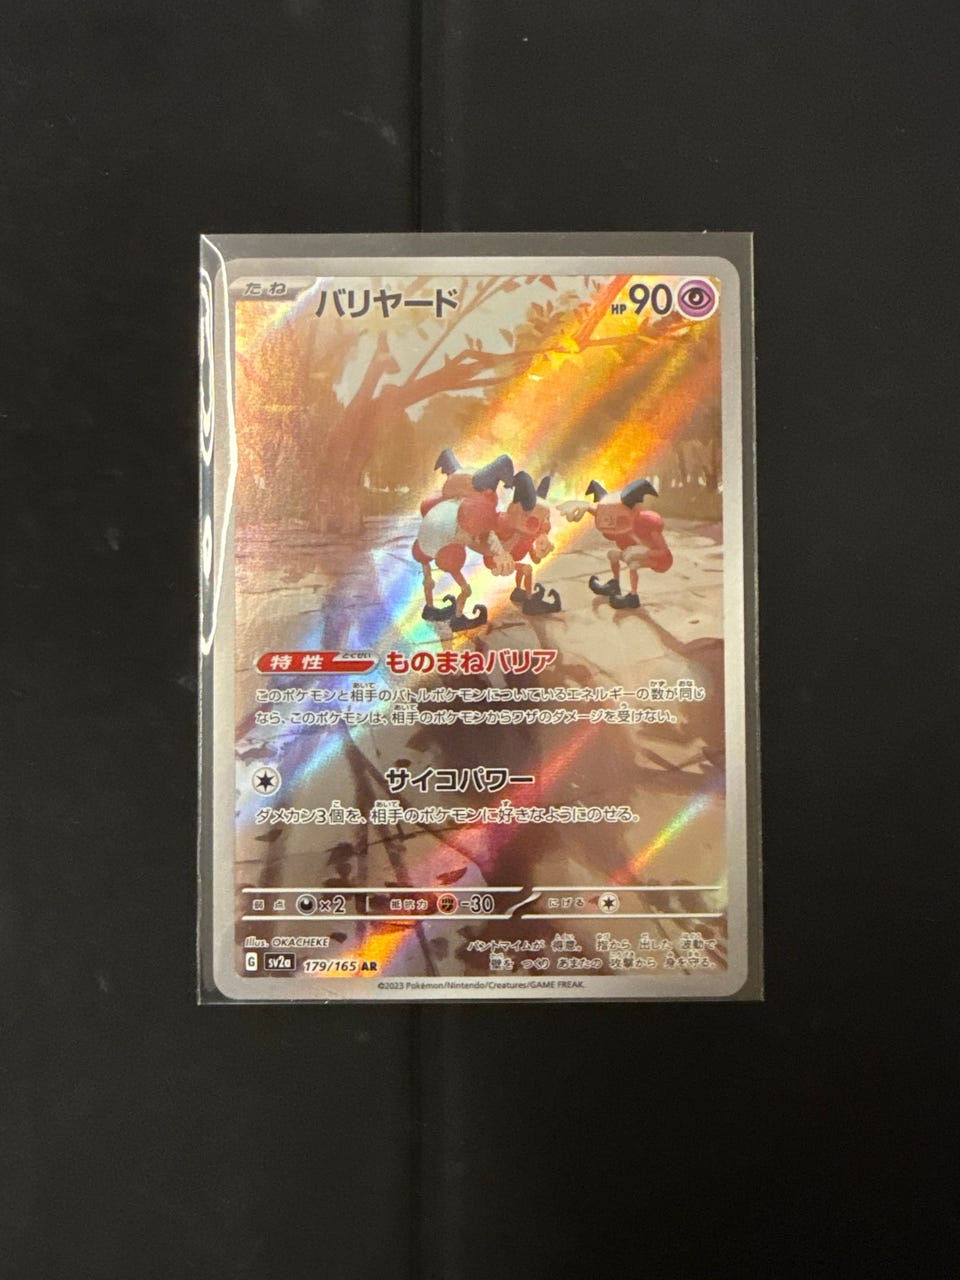 たね バリヤード HP 90
特性 とくせい ものまねバリア
このポケモンと相手のバトルポケモンについているエネルギーの数が同じ
なら、このポケモンは、相手のポケモンからワザのダメージを受けない。
サイコパワー
ダメカン3個を、相手のポケモンに好きなようにのせる。
弱点 ×2 抵抗力 -30 にげる
Illus. OKACHEKE
G sv2a 179/165 AR
パントマイムが 得意。 指から 出した 波動で
壁を つくり あまたの 攻撃から 身を守る。
©2023 Pokémon/Nintendo/Creatures/GAME FREAK.